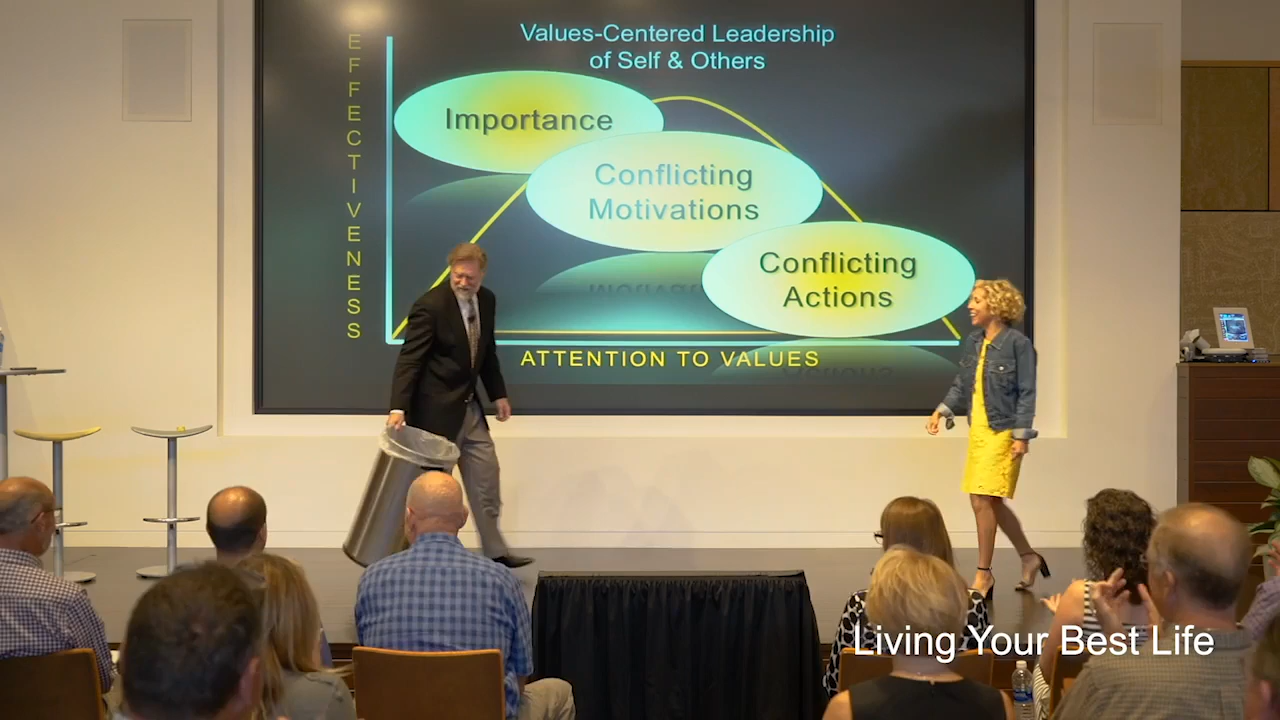 Values-Centered Leadership
of Self & Others
EFFECTIVENESS
Importance
Conflicting
Motivations
Conflicting
Actions
ATTENTION TO VALUES
Living Your Best Life